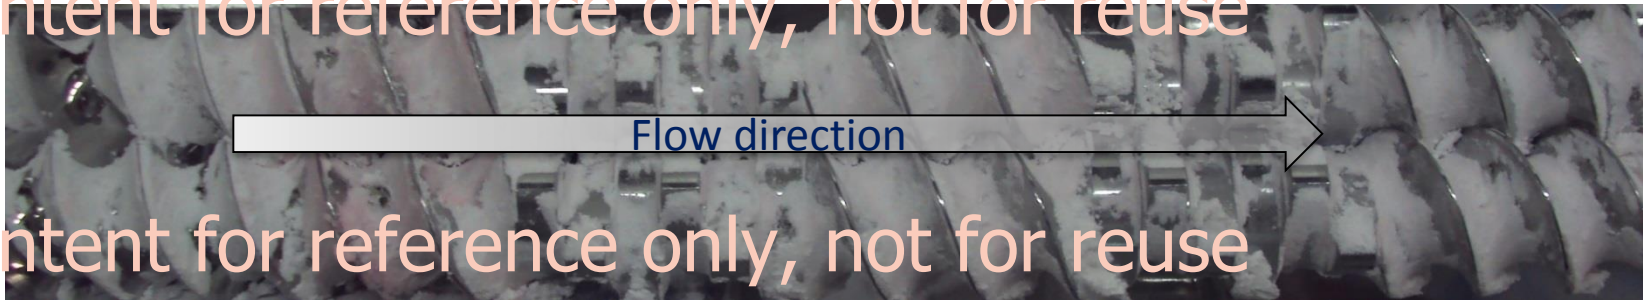 ntent for reference only, not for reuse
Flow direction
ntent for reference only, not for reuse